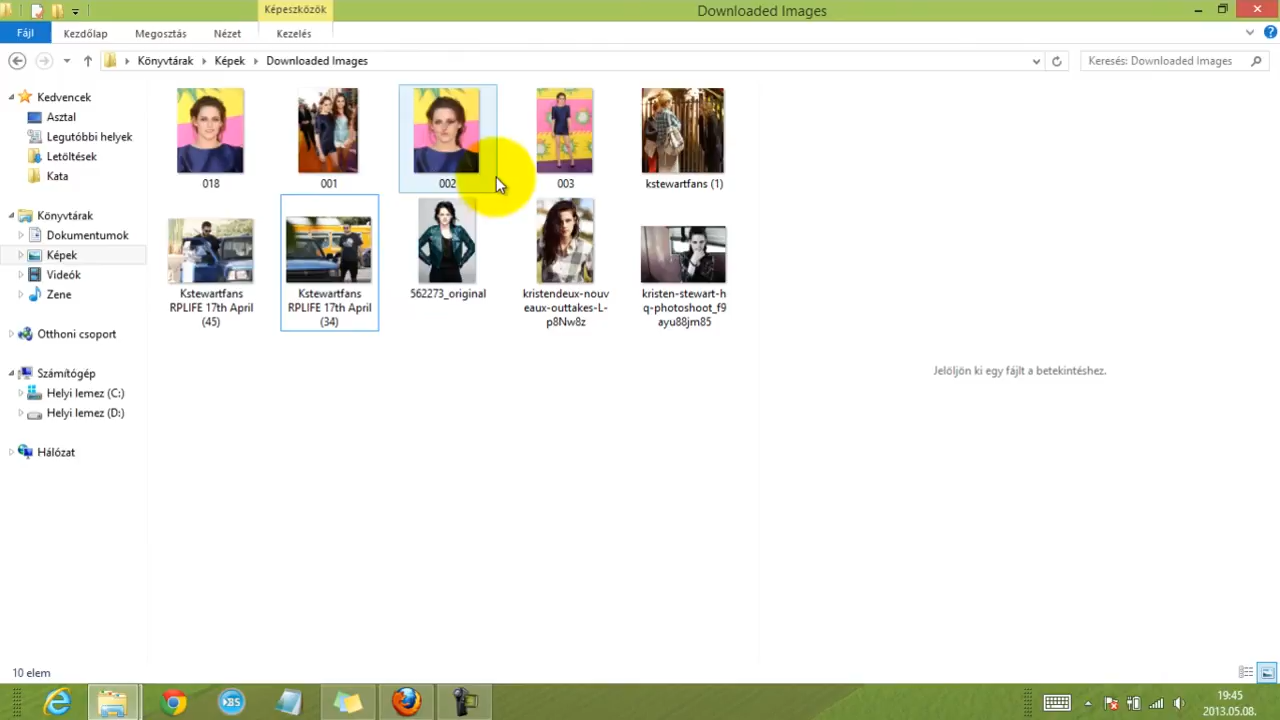 Képeszközök
Downloaded Images
Fájl
Kezdőlap
Megosztás
Nézet
Kezelés
Könyvtárak
Képek
Downloaded Images
Keresés: Downloaded Images
Kedvencek
Asztal
Legutóbbi helyek
Letöltések
Kata
Könyvtárak
Dokumentumok
Képek
Videók
Zene
Otthoni csoport
Számítógép
Helyi lemez (C:)
Helyi lemez (D:)
Hálózat
018
001
002
003
kstewartfans (1)
Kstewartfans
RPLIFE 17th April
(45)
Kstewartfans
RPLIFE 17th April
(34)
562273_original
kristendeux-nouv
eaux-outtakes-L-
p8Nw8z
kristen-stewart-h
q-photoshoot_f9
ayu88jm85
Jelöljön ki egy fájlt a betekintéshez.
10 elem
19:45
2013.05.08.